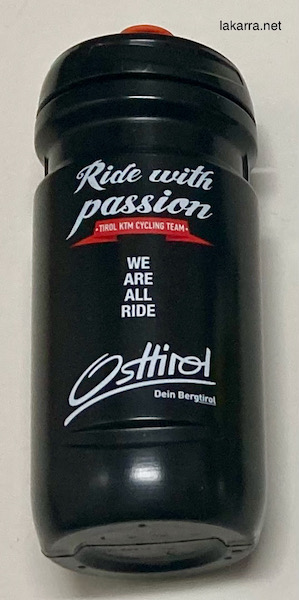 lakarra.net
Ride with
passion
• TIROL KTM CYCLING TEAM •
WE
ARE
ALL
RIDE
Osttirol
Dein Bergtirol